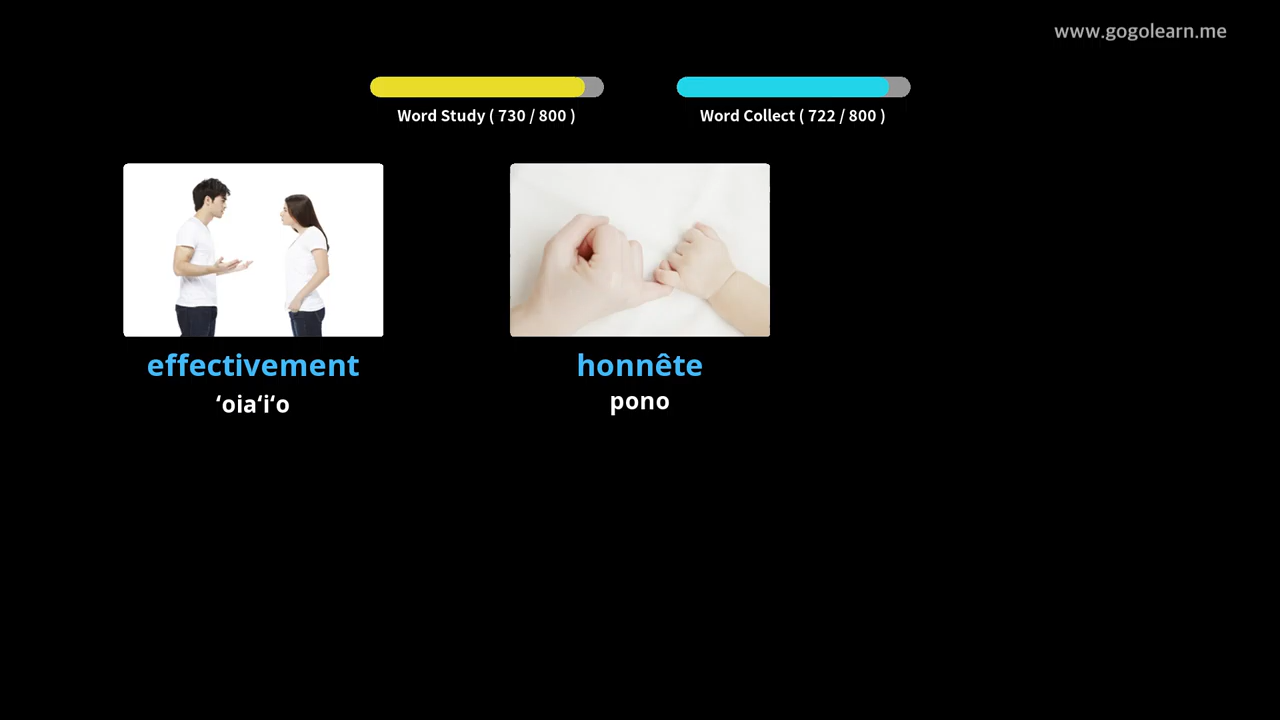 www.gogolearn.me
Word Study ( 730 / 800 )
Word Collect ( 722 / 800 )
effectivement
ʻoiaʻiʻo
honnête
pono